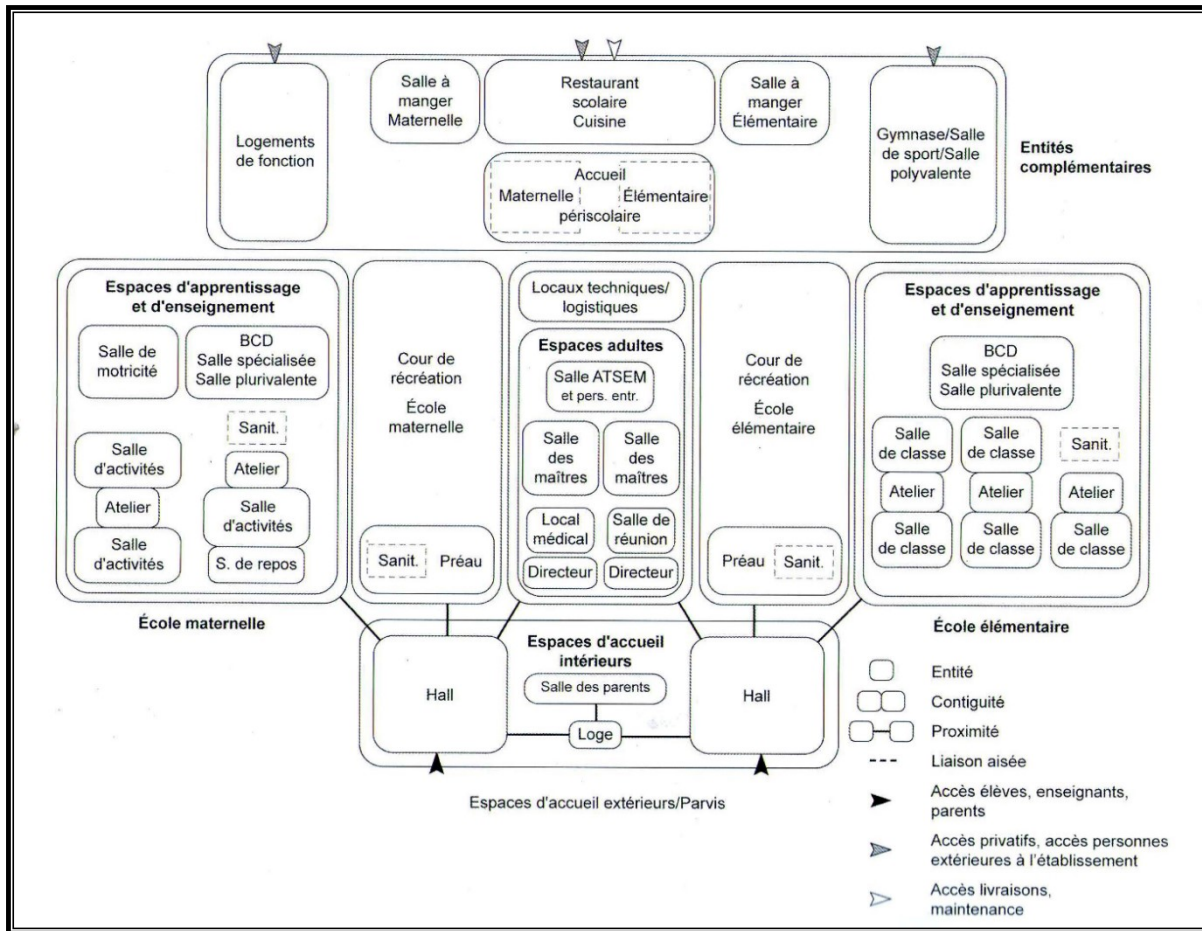 Salle à
manger
Maternelle
Restaurant
scolaire
Cuisine
Salle à
manger
Élémentaire
Logements
de fonction
Gymnase/Salle
de sport/Salle
polyvalente
Entités
complémentaires
Accueil
Maternelle
Élémentaire
périscolaire
Espaces d'apprentissage
et d'enseignement
Salle de
motricité
BCD
Salle spécialisée
Salle plurivalente
Sanit.
Salle
d'activités
Atelier
Atelier
Salle
d'activités
Salle
d'activités
S. de repos
École maternelle
Cour de
récréation
École
maternelle
Sanit.
Préau
Locaux techniques/
logistiques
Espaces adultes
Salle ATSEM
et pers. entr.
Salle
des
maîtres
Salle
des
maîtres
Local
médical
Salle de
réunion
Directeur
Directeur
Cour de
récréation
École
élémentaire
Préau
Sanit.
Espaces d'apprentissage
et d'enseignement
BCD
Salle spécialisée
Salle plurivalente
Salle
de classe
Salle
de classe
Sanit.
Atelier
Atelier
Atelier
Salle
de classe
Salle
de classe
Salle
de classe
École élémentaire
Espaces d'accueil
intérieurs
Hall
Salle des parents
Loge
Hall
Espaces d'accueil extérieurs/Parvis
Entité
Contiguité
Proximité
Liaison aisée
Accès élèves, enseignants,
parents
Accès privatifs, accès personnes
extérieures à l'établissement
Accès livraisons,
maintenance